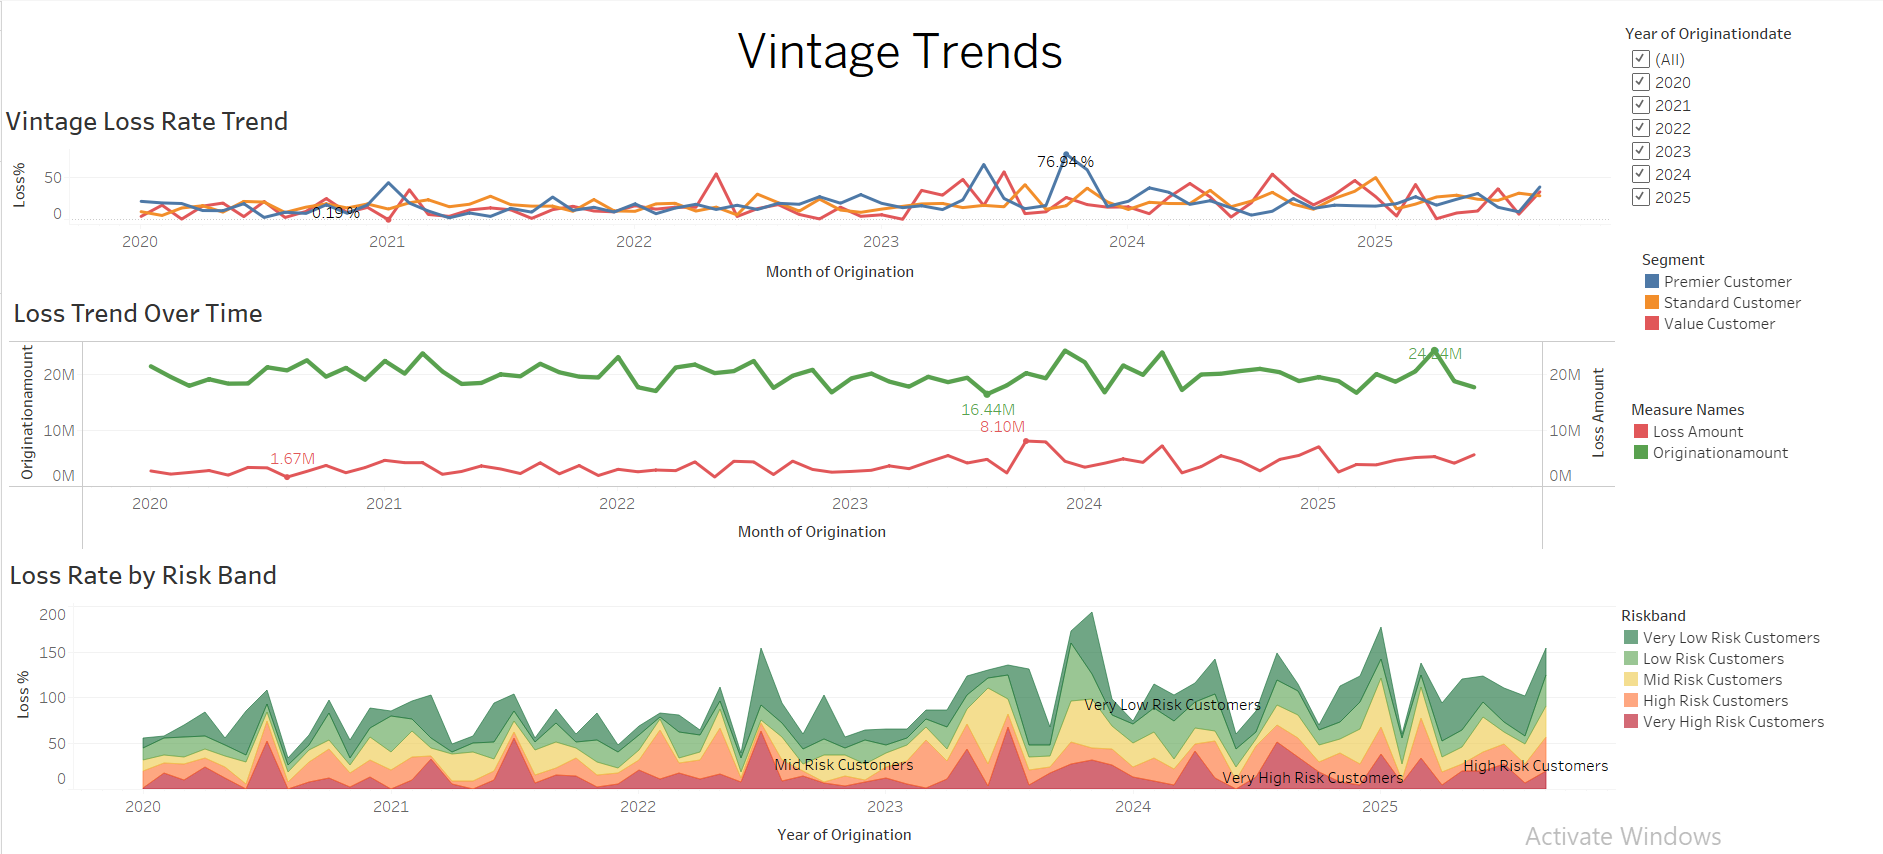 Vintage Trends
Vintage Loss Rate Trend
Loss%
50
0
76.94 %
0.19 %
2020
2021
2022
2023
2024
2025
Month of Origination
Loss Trend Over Time
Originationamount
20M
10M
0M
24.34M
16.44M
8.10M
1.67M
20M
10M
0M
Loss Amount
2020
2021
2022
2023
2024
2025
Month of Origination
Loss Rate by Risk Band
Loss %
200
150
100
50
0
Very Low Risk Customers
Mid Risk Customers
Very High Risk Customers
High Risk Customers
2020
2021
2022
2023
2024
2025
Year of Origination
Year of Originationdate
(All)
2020
2021
2022
2023
2024
2025
Segment
Premier Customer
Standard Customer
Value Customer
Measure Names
Loss Amount
Originationamount
Riskband
Very Low Risk Customers
Low Risk Customers
Mid Risk Customers
High Risk Customers
Very High Risk Customers
Activate Windows